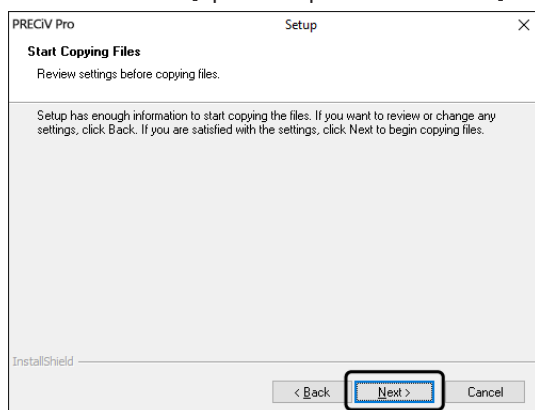 PRECiV Pro Setup
Start Copying Files
Review settings before copying files.
Setup has enough information to start copying the files. If you want to review or change any
settings, click Back. If you are satisfied with the settings, click Next to begin copying files.
InstallShield
< Back Next > Cancel